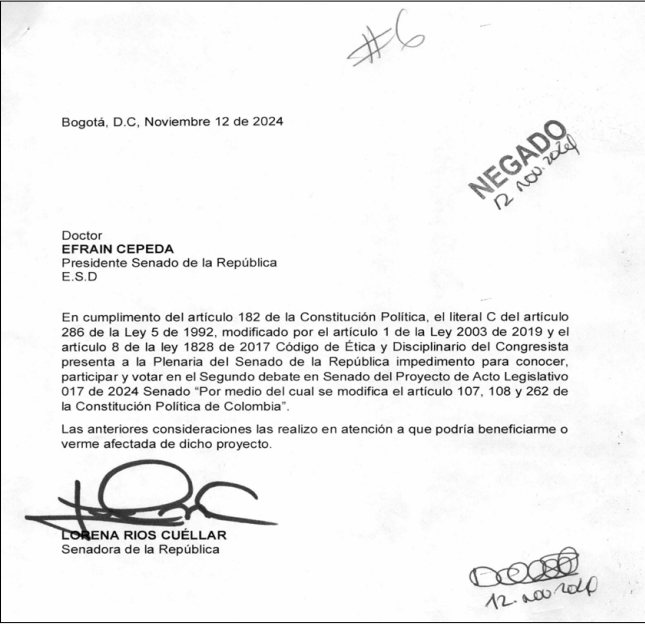 #6
Bogotá, D.C, Noviembre 12 de 2024
NEGADO
12 nov. 2024
Doctor
EFRAIN CEPEDA
Presidente Senado de la República
E.S.D
En cumplimento del artículo 182 de la Constitución Política, el literal C del artículo
286 de la Ley 5 de 1992, modificado por el artículo 1 de la Ley 2003 de 2019 y el
artículo 8 de la ley 1828 de 2017 Código de Ética y Disciplinario del Congresista
presenta a la Plenaria del Senado de la República impedimento para conocer,
participar y votar en el Segundo debate en Senado del Proyecto de Acto Legislativo
017 de 2024 Senado “Por medio del cual se modifica el artículo 107, 108 y 262 de
la Constitución Política de Colombia”.
Las anteriores consideraciones las realizo en atención a que podría beneficiarme o
verme afectada de dicho proyecto.
LORENA RIOS CUÉLLAR
Senadora de la República
12. nov 2024